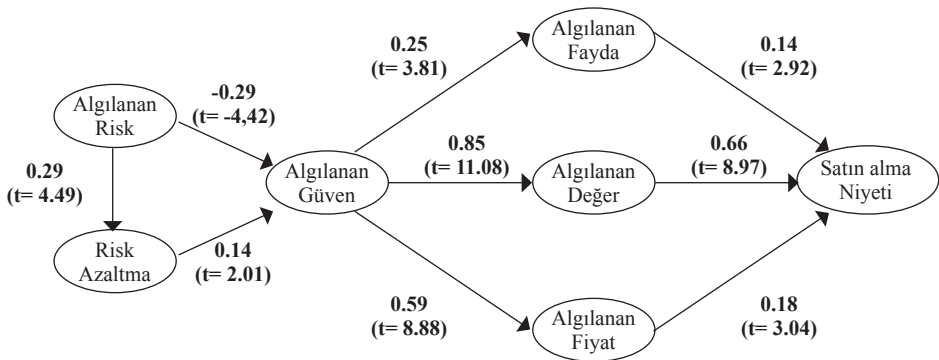 Algılanan
Risk
0.29
(t= 4.49)
Risk
Azaltma
-0.29
(t= -4,42)
0.14
(t= 2.01)
Algılanan
Güven
0.25
(t= 3.81)
0.85
(t= 11.08)
0.59
(t= 8.88)
Algılanan
Fayda
Algılanan
Değer
Algılanan
Fiyat
0.14
(t= 2.92)
0.66
(t= 8.97)
0.18
(t= 3.04)
Satın alma
Niyeti